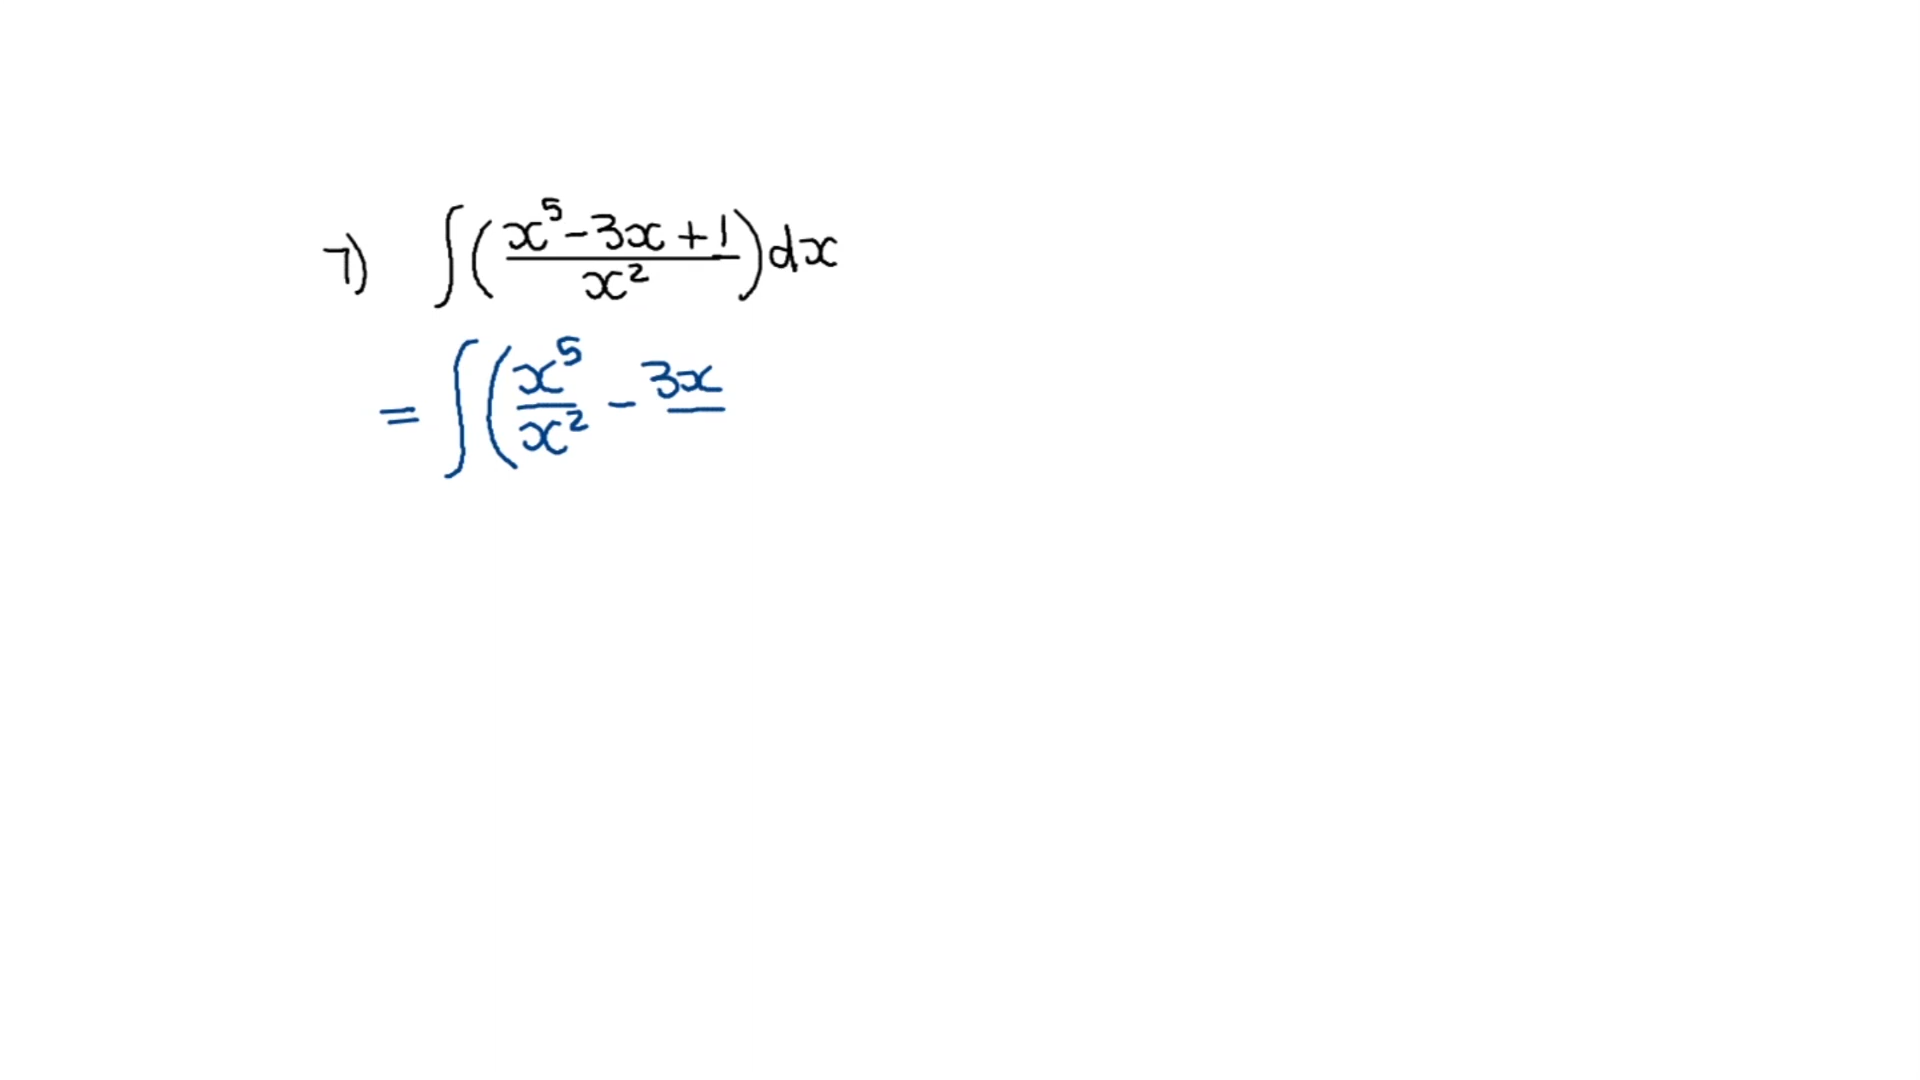 7) ∫(x⁵-3x+1/x²)dx
= ∫(x⁵/x² - 3x/